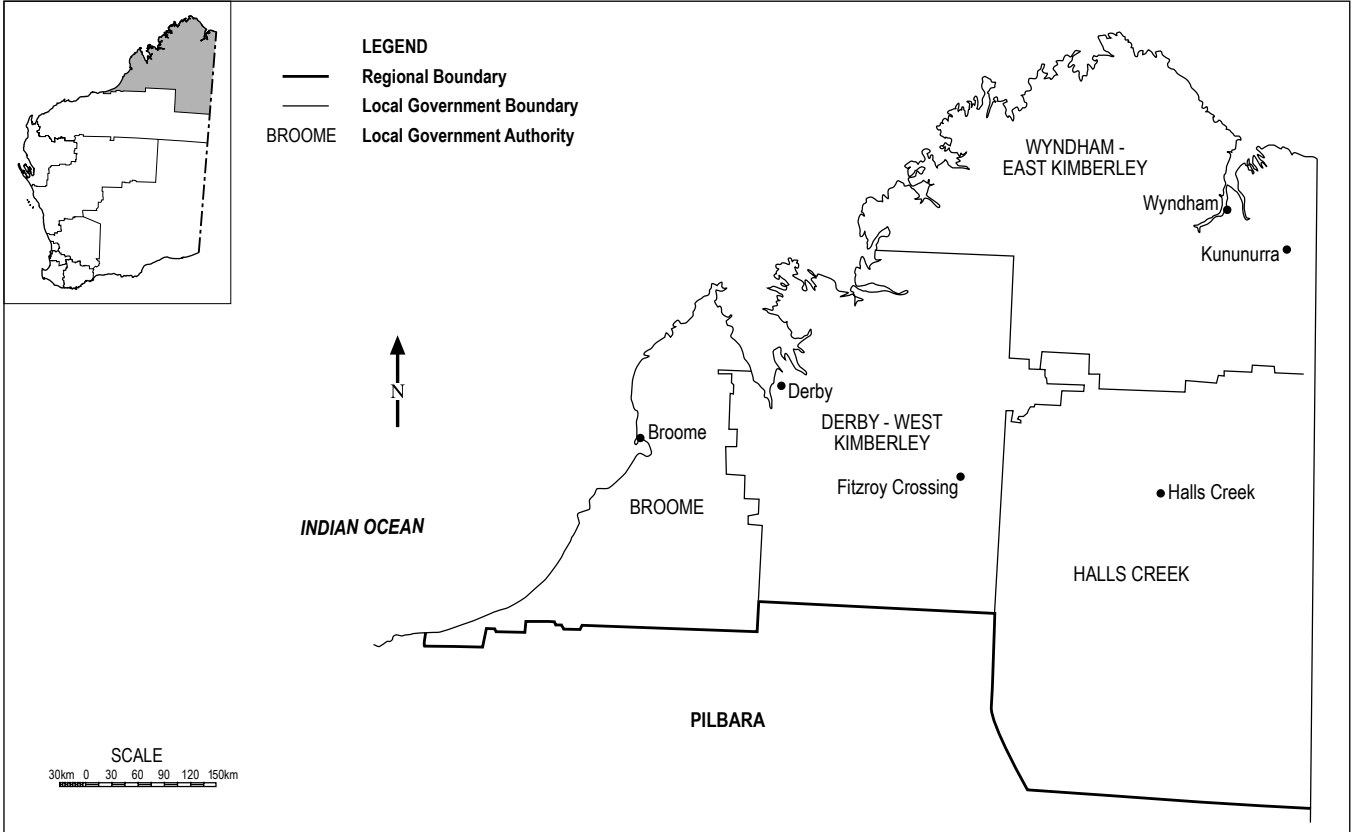 LEGEND
Regional Boundary
Local Government Boundary
BROOME Local Government Authority
WYNDHAM -
EAST KIMBERLEY
Wyndham
Kununurra
N
Derby
Broome
DERBY - WEST
KIMBERLEY
Fitzroy Crossing
Halls Creek
BROOME
INDIAN OCEAN
HALLS CREEK
PILBARA
SCALE
30km 0 30 60 90 120 150km